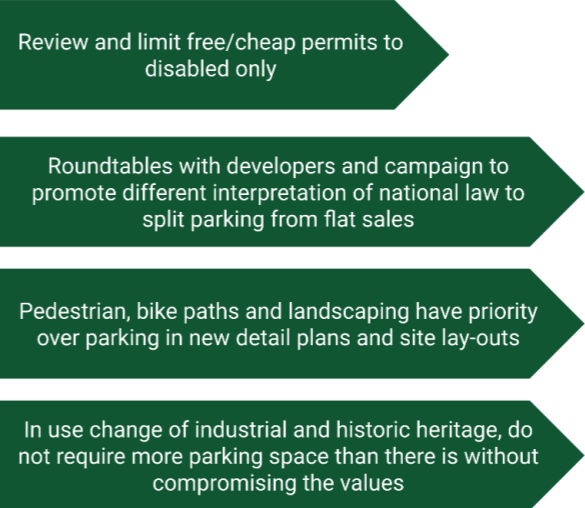 Review and limit free/cheap permits to
disabled only
Roundtables with developers and campaign to
promote different interpretation of national law to
split parking from flat sales
Pedestrian, bike paths and landscaping have priority
over parking in new detail plans and site lay-outs
In use change of industrial and historic heritage, do
not require more parking space than there is without
compromising the values